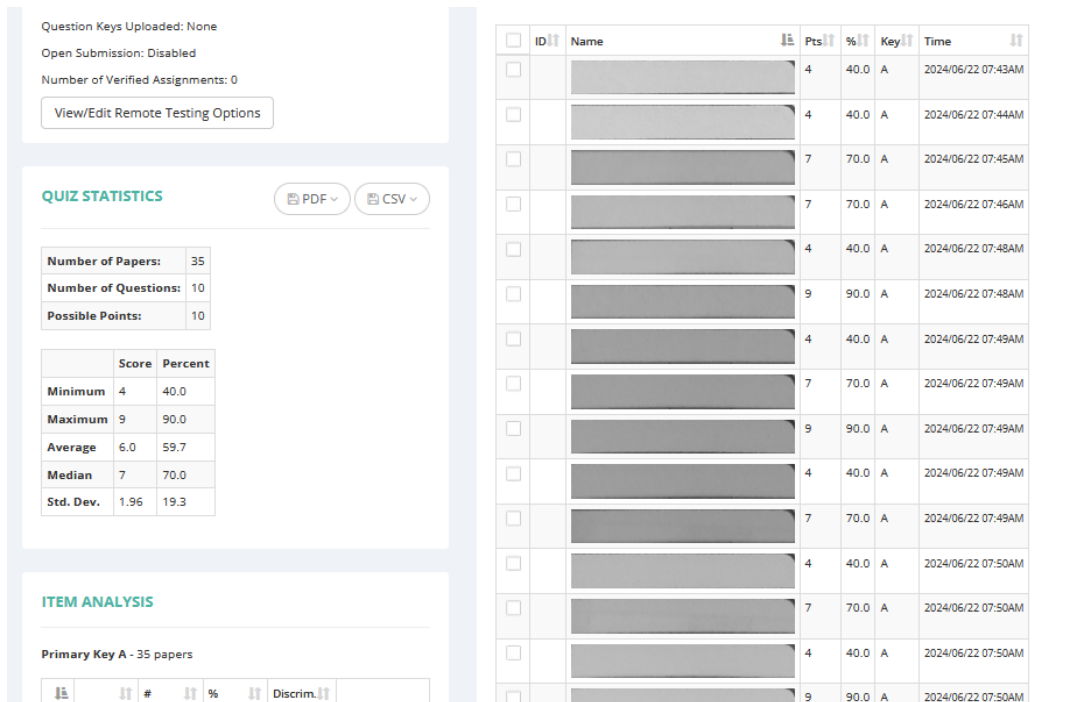 Question Keys Uploaded: None
Open Submission: Disabled
Number of Verified Assignments: 0
View/Edit Remote Testing Options
QUIZ STATISTICS
PDF
CSV
Number of Papers: 35
Number of Questions: 10
Possible Points: 10
Score Percent
Minimum 4 40.0
Maximum 9 90.0
Average 6.0 59.7
Median 7 70.0
Std. Dev. 1.96 19.3
ITEM ANALYSIS
Primary Key A - 35 papers
# % Discrim.
ID Name Pts % Key Time
4 40.0 A 2024/06/22 07:43AM
4 40.0 A 2024/06/22 07:44AM
7 70.0 A 2024/06/22 07:45AM
7 70.0 A 2024/06/22 07:46AM
4 40.0 A 2024/06/22 07:48AM
9 90.0 A 2024/06/22 07:48AM
4 40.0 A 2024/06/22 07:49AM
7 70.0 A 2024/06/22 07:49AM
9 90.0 A 2024/06/22 07:49AM
4 40.0 A 2024/06/22 07:49AM
7 70.0 A 2024/06/22 07:49AM
4 40.0 A 2024/06/22 07:50AM
7 70.0 A 2024/06/22 07:50AM
4 40.0 A 2024/06/22 07:50AM
9 90.0 A 2024/06/22 07:50AM